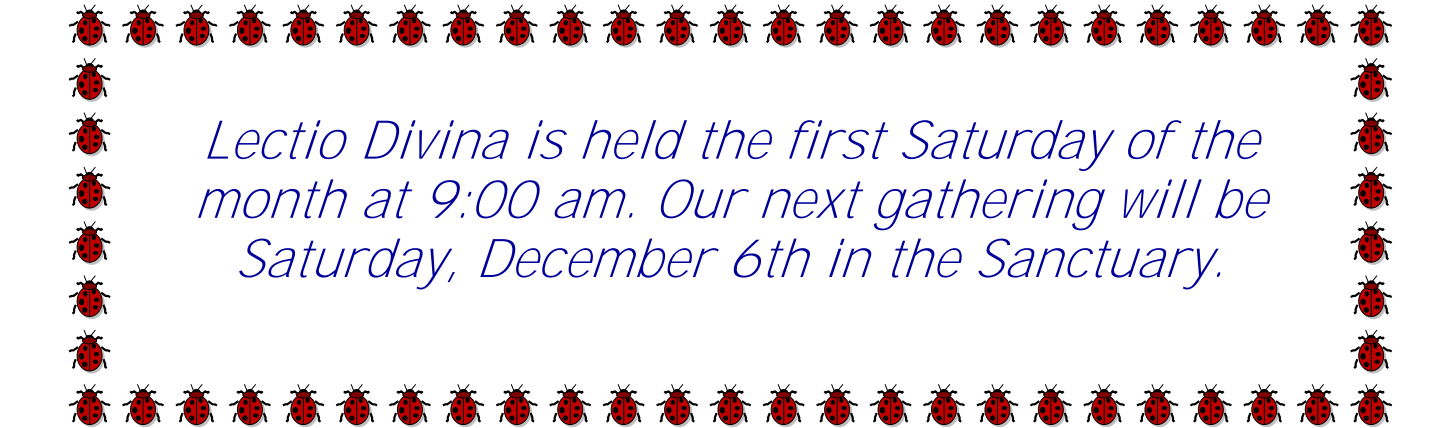 Lectio Divina is held the first Saturday of the
month at 9:00 am. Our next gathering will be
Saturday, December 6th in the Sanctuary.